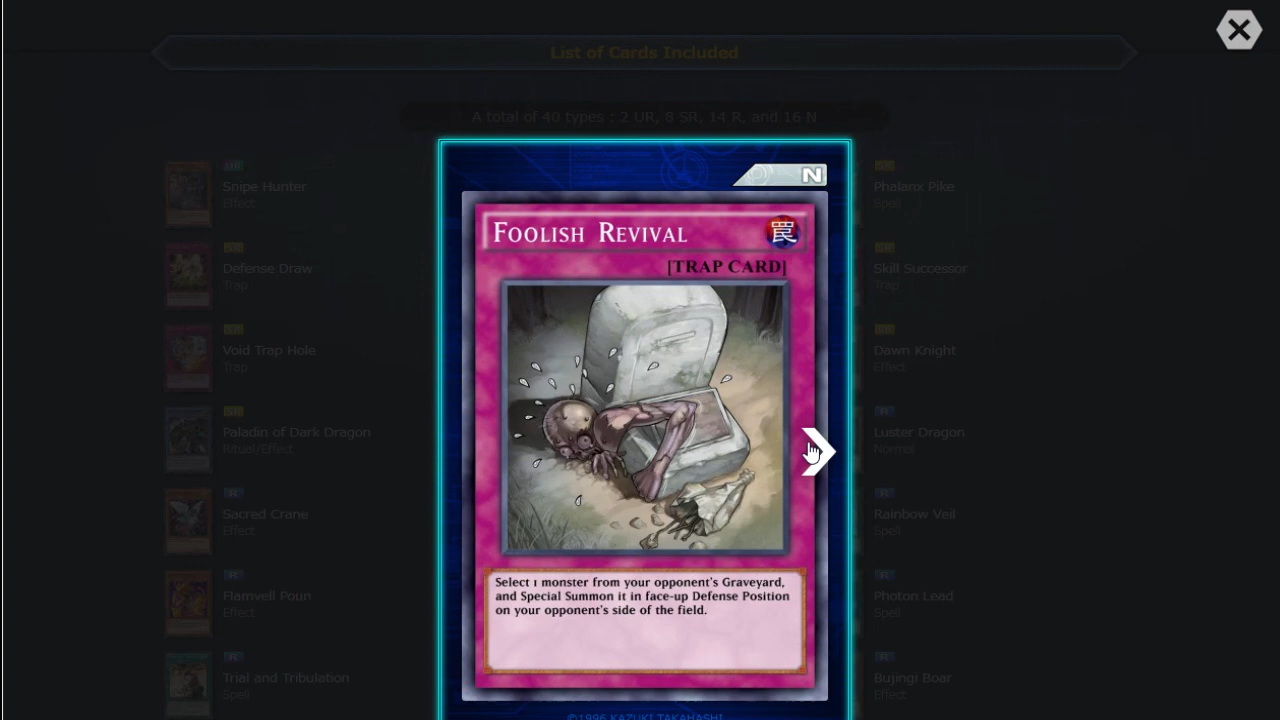 List of Cards Included
A total of 40 types : 2 UR, 8 SR, 14 R, and 16 N
N
FOOLISH REVIVAL
罠
[TRAP CARD]
Select 1 monster from your opponent's Graveyard,
and Special Summon it in face-up Defense Position
on your opponent's side of the field.
©1996 KAZUKI TAKAHASHI
UR
Snipe Hunter
Effect
SR
Defense Draw
Trap
SR
Void Trap Hole
Trap
SR
Paladin of Dark Dragon
Ritual/Effect
R
Sacred Crane
Effect
R
Flamvell Poun
Effect
R
Trial and Tribulation
Spell
SR
Phalanx Pike
Spell
SR
Skill Successor
Trap
SR
Dawn Knight
Effect
R
Luster Dragon
Normal
R
Rainbow Veil
Spell
R
Photon Lead
Spell
R
Bujingi Boar
Effect